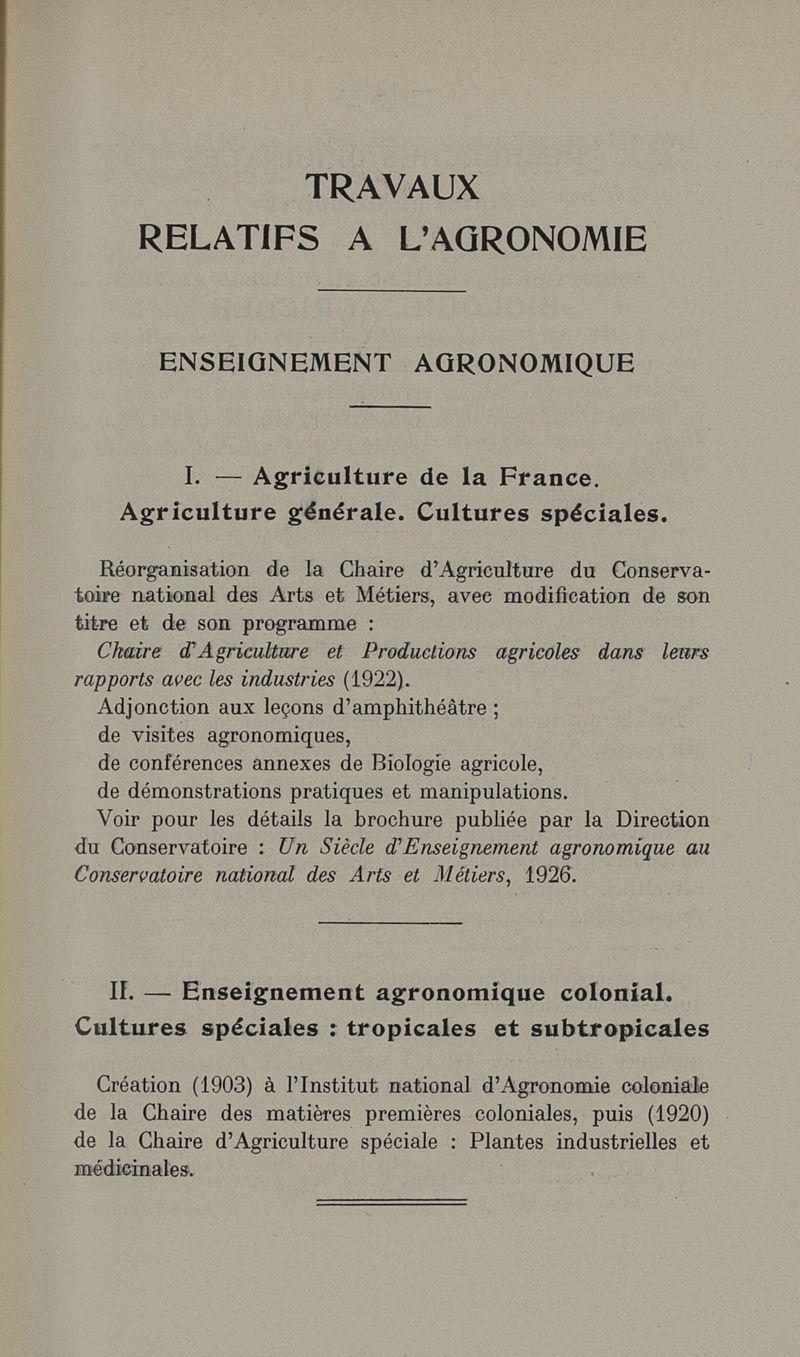 TRAVAUX
RELATIFS A L'AGRONOMIE
ENSEIGNEMENT AGRONOMIQUE
I. — Agriculture de la France.
Agriculture générale. Cultures spéciales.
Réorganisation de la Chaire d'Agriculture du Conserva-
toire national des Arts et Métiers, avec modification de son
titre et de son programme :
Chaire d'Agriculture et Productions agricoles dans leurs
rapports avec les industries (1922).
Adjonction aux leçons d'amphithéâtre ;
de visites agronomiques,
de conférences annexes de Biologie agricole,
de démonstrations pratiques et manipulations.
Voir pour les détails la brochure publiée par la Direction
du Conservatoire : Un Siècle d'Enseignement agronomique au
Conservatoire national des Arts et Métiers, 1926.
II. — Enseignement agronomique colonial.
Cultures spéciales : tropicales et subtropicales
Création (1903) à l'Institut national d'Agronomie coloniale
de la Chaire des matières premières coloniales, puis (1920)
de la Chaire d'Agriculture spéciale : Plantes industrielles et
médicinales.